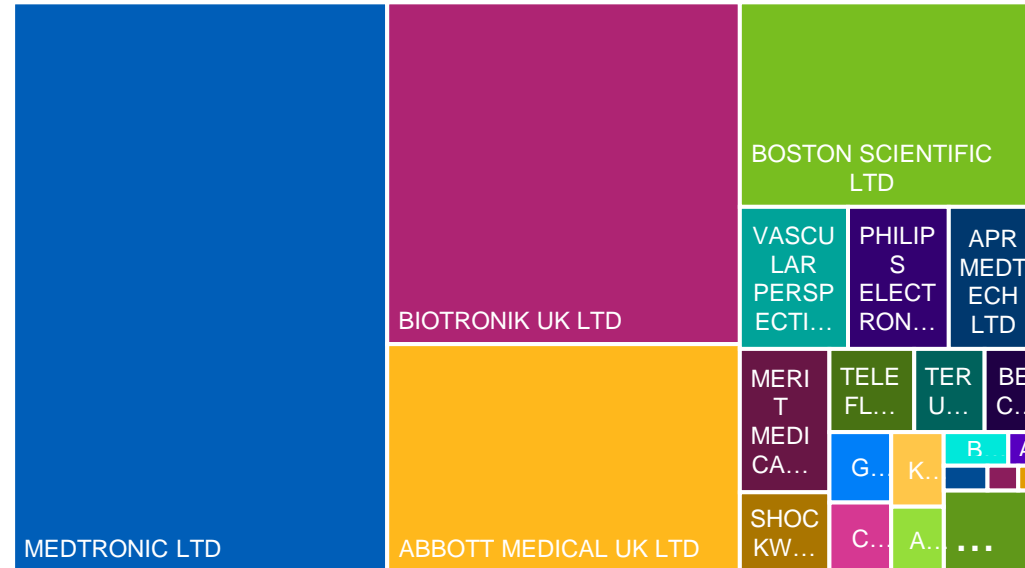 MEDTRONIC LTD
BIOTRONIK UK LTD
ABBOTT MEDICAL UK LTD
BOSTON SCIENTIFIC
LTD
VASCU
LAR
PERSP
ECTI…
PHILIP
S
ELECT
RON…
APR
MEDT
ECH
LTD
MERI
T
MEDI
CA…
TELE
FL…
TER
U…
BE
C…
SHOC
KW…
G…
K…
B…
A
C…
A…
…